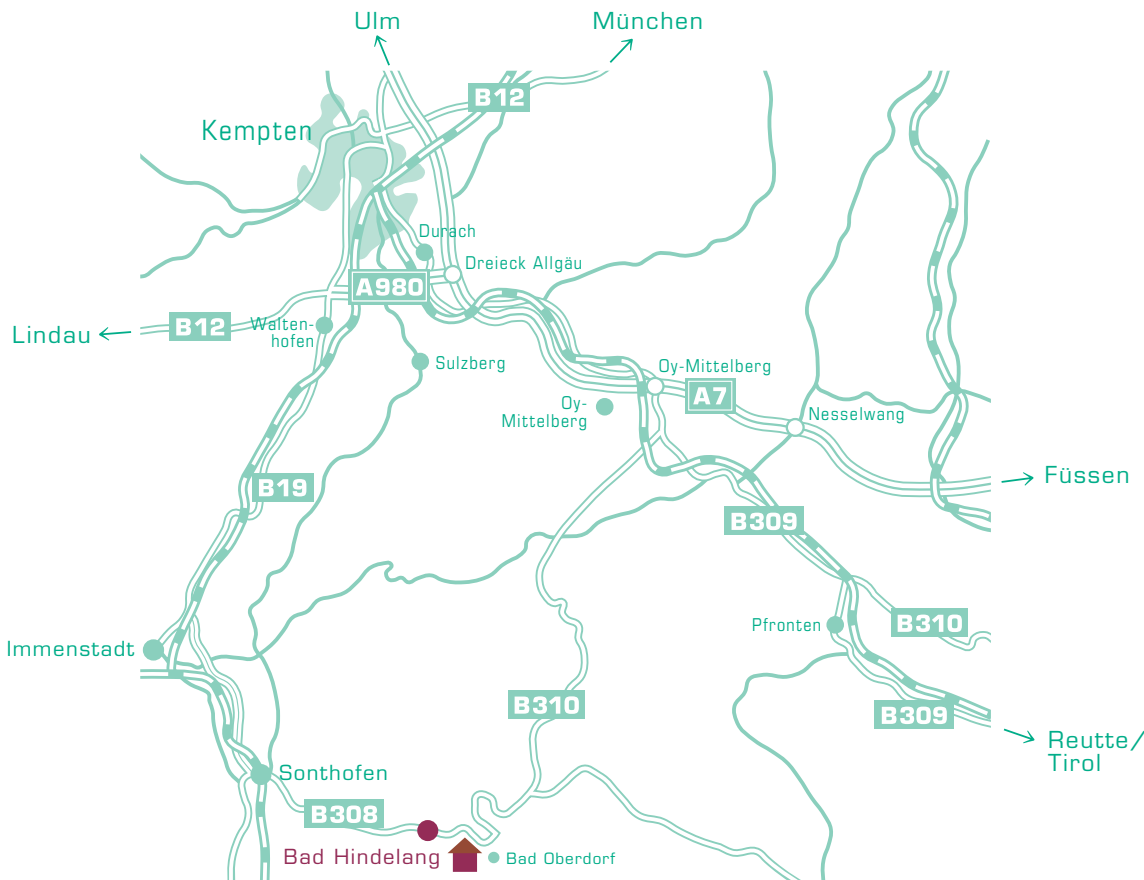 Ulm
München
B12
Kempten
Durach
Dreieck Allgäu
A980
B12
Lindau
Walten-
hofen
Sulzberg
Oy-Mittelberg
A7
Oy-
Mittelberg
Nesselwang
Füssen
B19
B309
Pfronten
B310
Immenstadt
B310
B309
Reutte/
Tirol
Sonthofen
B308
Bad Hindelang
Bad Oberdorf